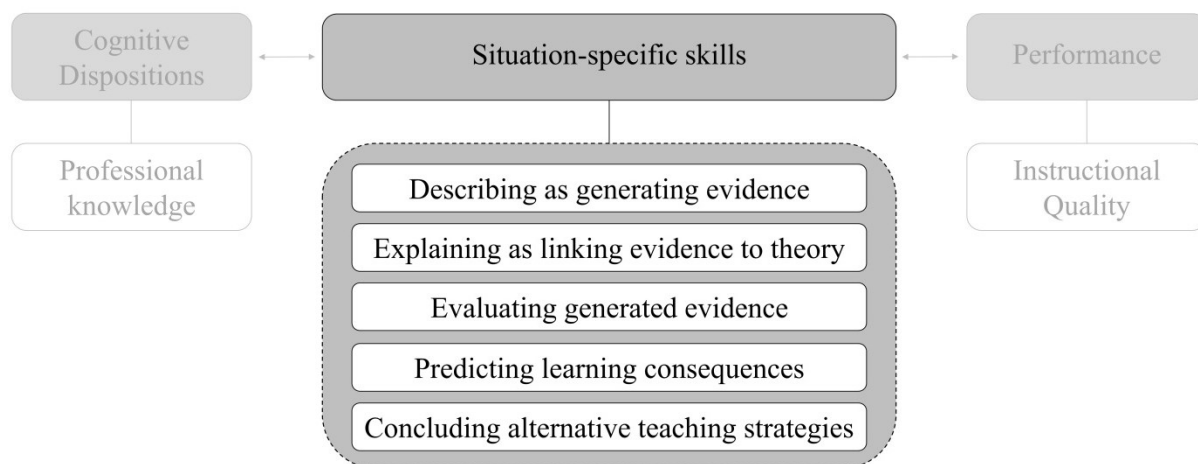 Cognitive
Dispositions
Situation-specific skills
Performance
Professional
knowledge
Describing as generating evidence
Explaining as linking evidence to theory
Evaluating generated evidence
Predicting learning consequences
Concluding alternative teaching strategies
Instructional
Quality